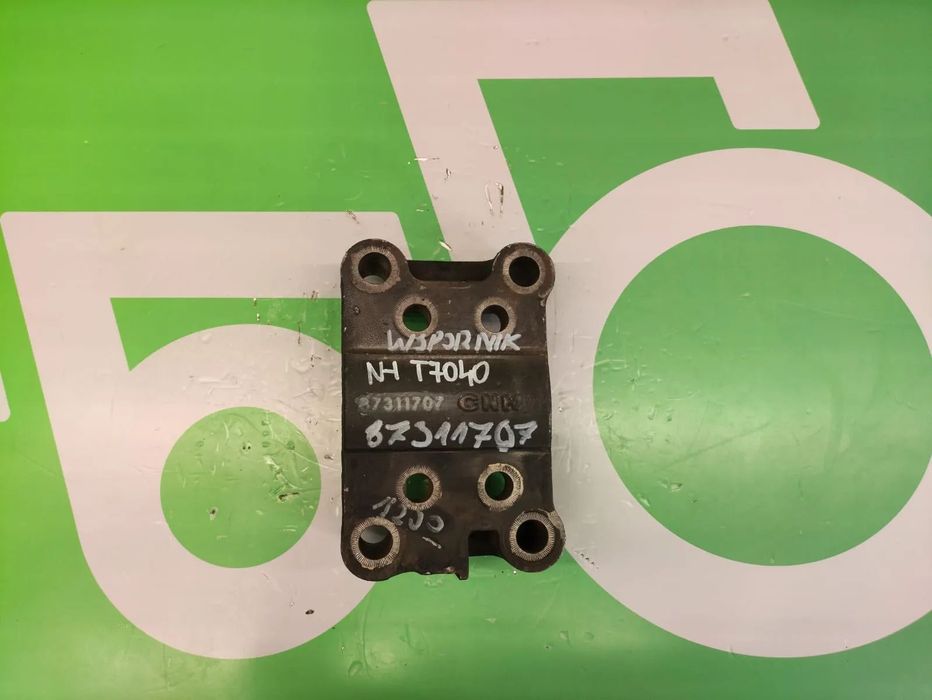 WSPORNIK
NH T7040
87311707 CNH
87311707
1200